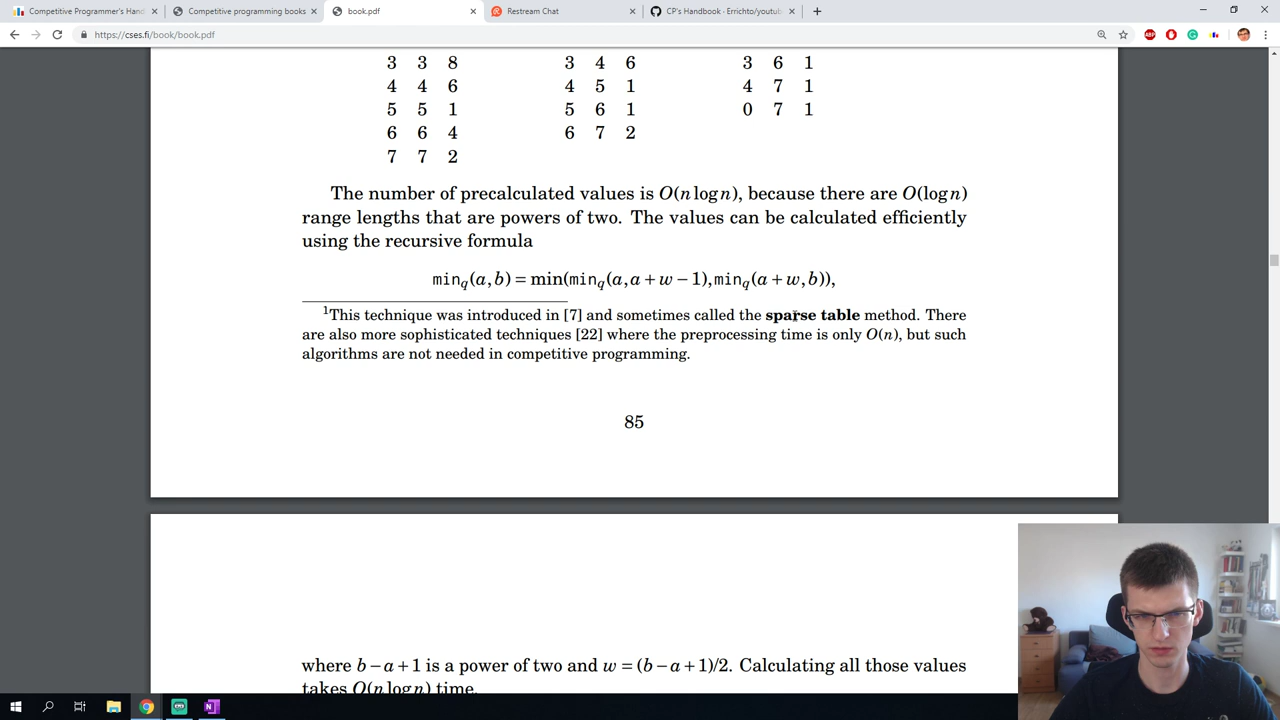 Competitive Programmer's Hand
Competitive programming books
book.pdf
Restream Chat
CP's Handbook · Errichto/youtub
https://cses.fi/book/book.pdf
3 3 8 3 4 6 3 6 1
4 4 6 4 5 1 4 7 1
5 5 1 5 6 1 0 7 1
6 6 4 6 7 2
7 7 2
The number of precalculated values is O(n log n), because there are O(log n)
range lengths that are powers of two. The values can be calculated efficiently
using the recursive formula
min_q(a,b) = min(min_q(a,a+w−1),min_q(a+w,b)),
¹This technique was introduced in [7] and sometimes called the sparse table method. There
are also more sophisticated techniques [22] where the preprocessing time is only O(n), but such
algorithms are not needed in competitive programming.
85
where b−a+1 is a power of two and w = (b−a+1)/2. Calculating all those values
takes O(n log n) time.